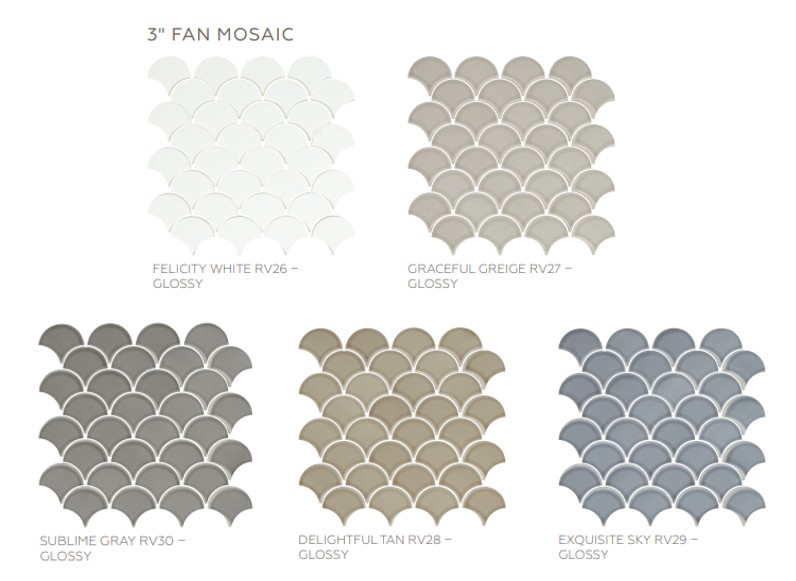 3" FAN MOSAIC
FELICITY WHITE RV26 –
GLOSSY
GRACEFUL GREIGE RV27 –
GLOSSY
SUBLIME GRAY RV30 –
GLOSSY
DELIGHTFUL TAN RV28 –
GLOSSY
EXQUISITE SKY RV29 –
GLOSSY